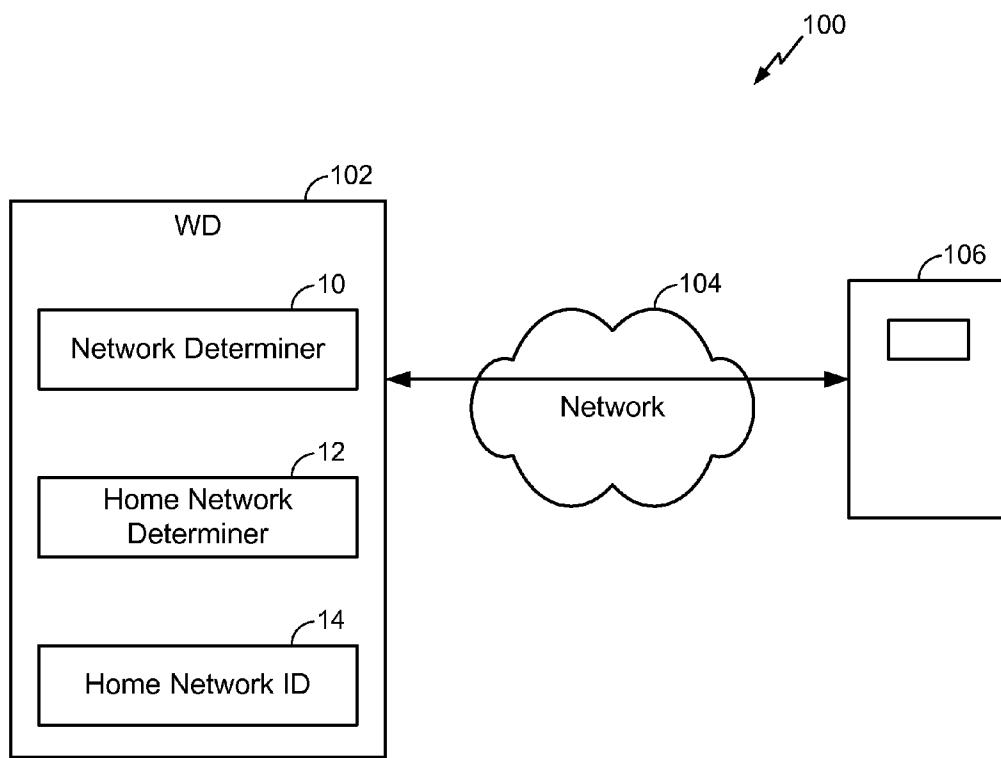 100
102
WD
10
Network Determiner
12
Home Network
Determiner
14
Home Network ID
104
Network
106